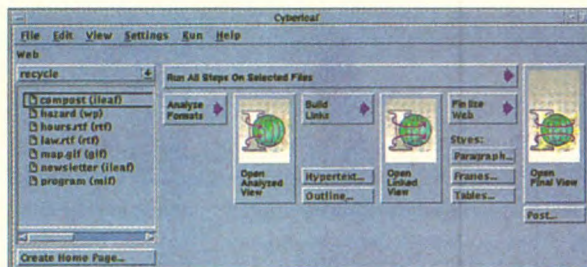 Cyberleaf
File Edit View Settings Run Help
Web
recycle
compost (ileaf)
hazard (wp)
hours.rtf (rtf)
law.rtf (rtf)
map.gif (gif)
newsletter (ileaf)
program (mif)
Create Home Page...
Run All Steps On Selected Files
Analyze
Formats
Open
Analyzed
View
Build
Links
Hypertext...
Outline...
Open
Linked
View
Finalize
Web
Styles:
Paragraph...
Frames...
Tables...
Open
Final View
Post...